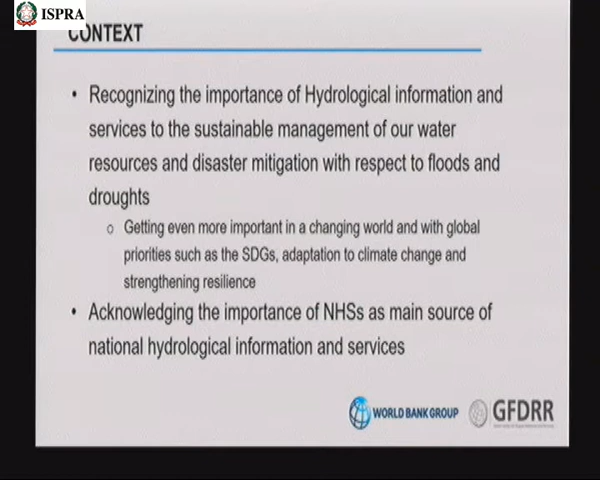 ISPRA
CONTEXT
• Recognizing the importance of Hydrological information and
services to the sustainable management of our water
resources and disaster mitigation with respect to floods and
droughts
o Getting even more important in a changing world and with global
priorities such as the SDGs, adaptation to climate change and
strengthening resilience
• Acknowledging the importance of NHSs as main source of
national hydrological information and services
WORLD BANK GROUP
GFDRR